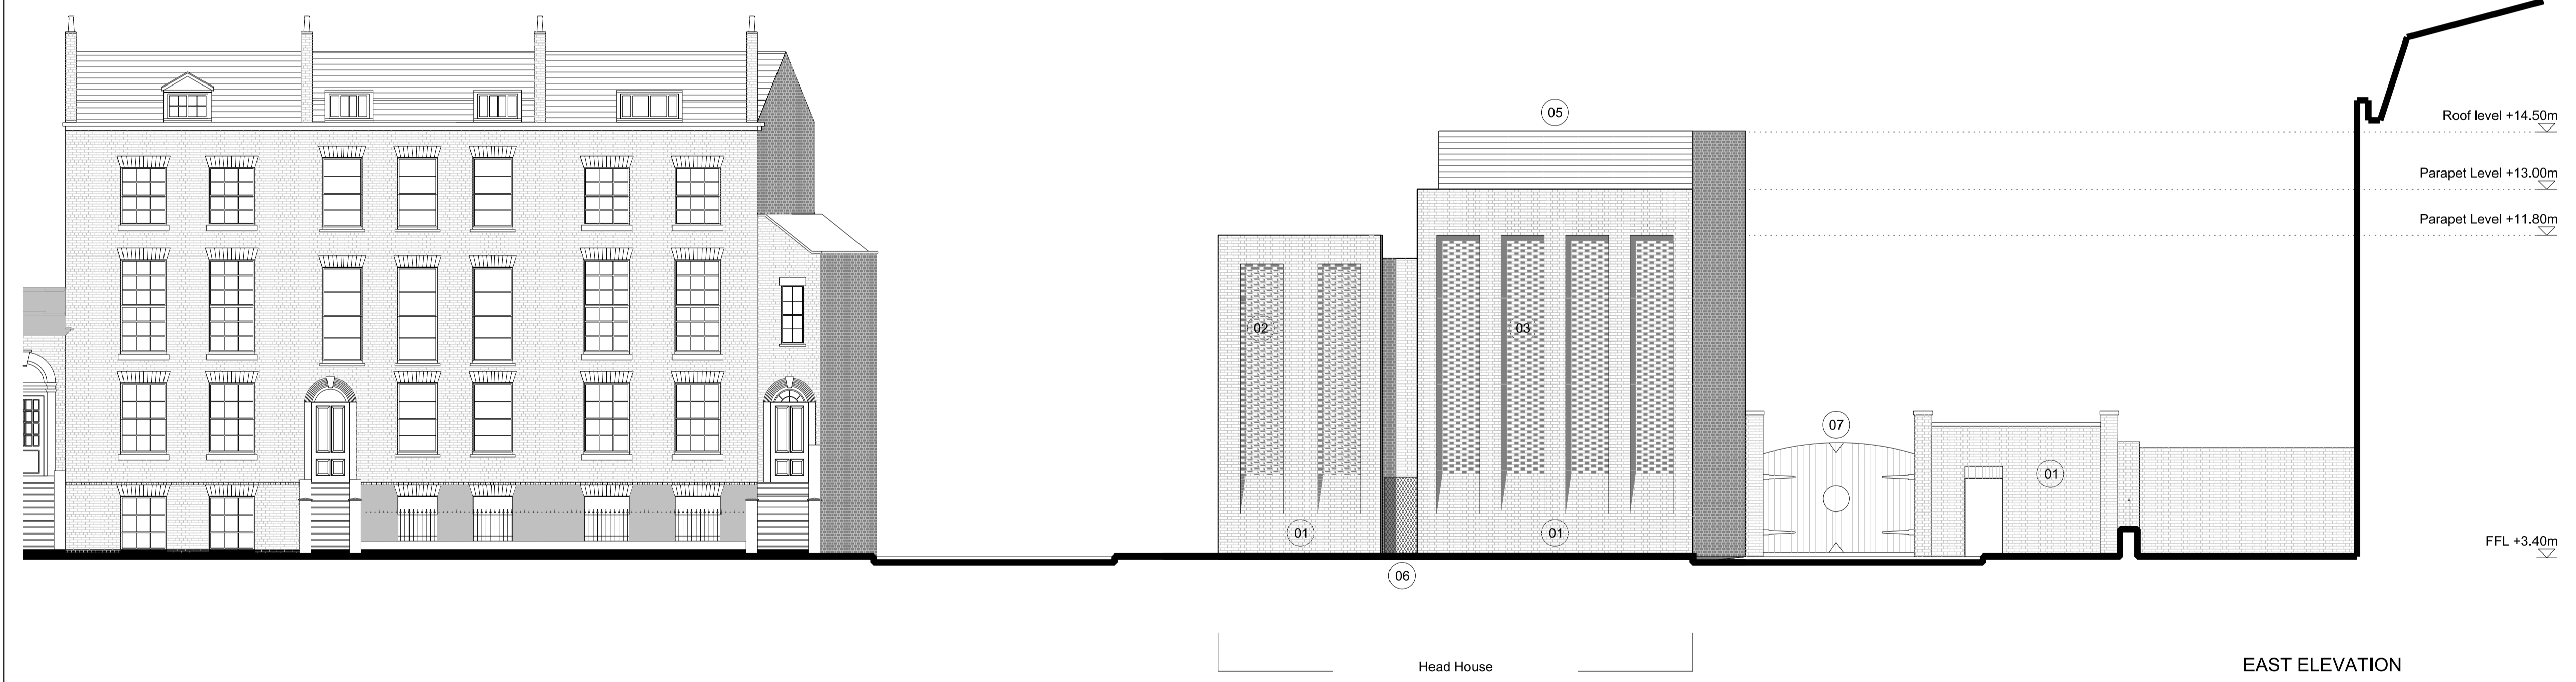 05
Roof level +14.50m
Parapet Level +13.00m
Parapet Level +11.80m
02
03
07
01
01
01
FFL +3.40m
06
Head House
EAST ELEVATION